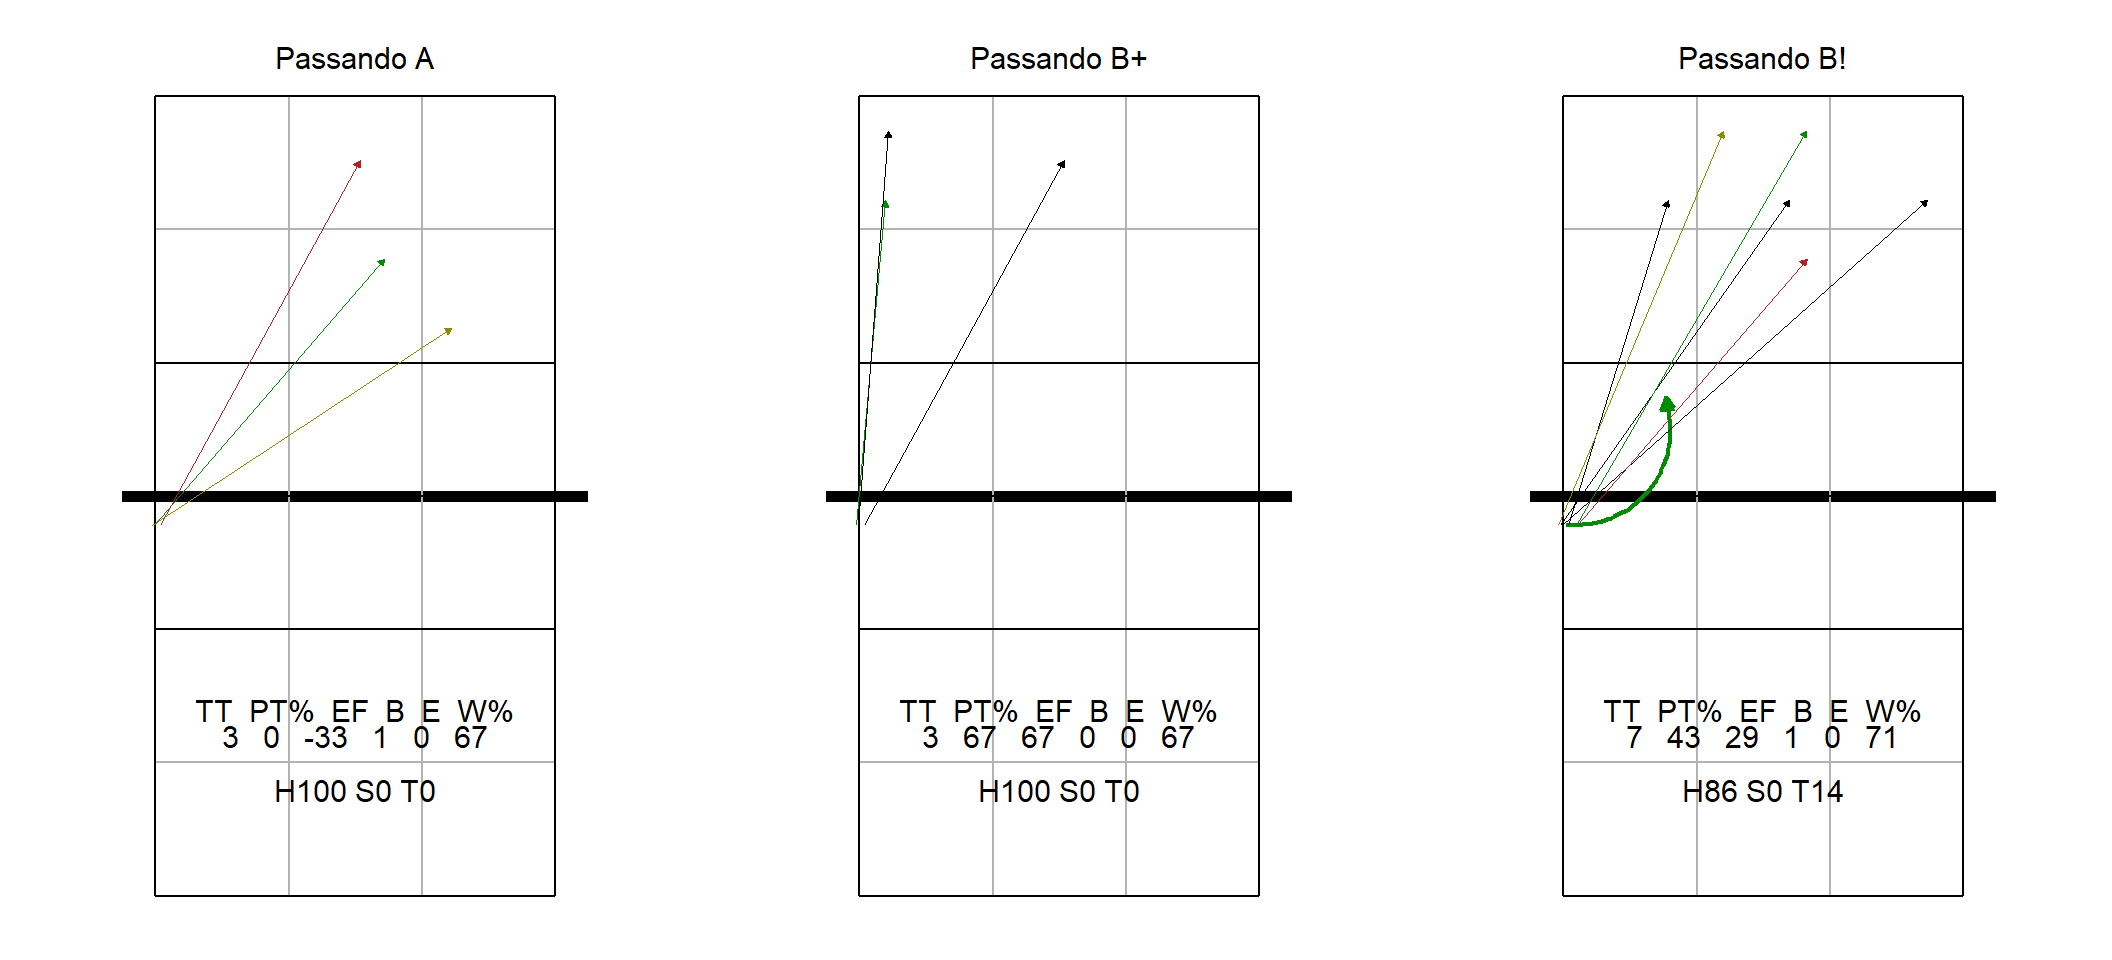 Passando A
TT PT% EF B E W%
3 0 -33 1 0 67
H100 S0 T0
Passando B+
TT PT% EF B E W%
3 67 67 0 0 67
H100 S0 T0
Passando B!
TT PT% EF B E W%
7 43 29 1 0 71
H86 S0 T14